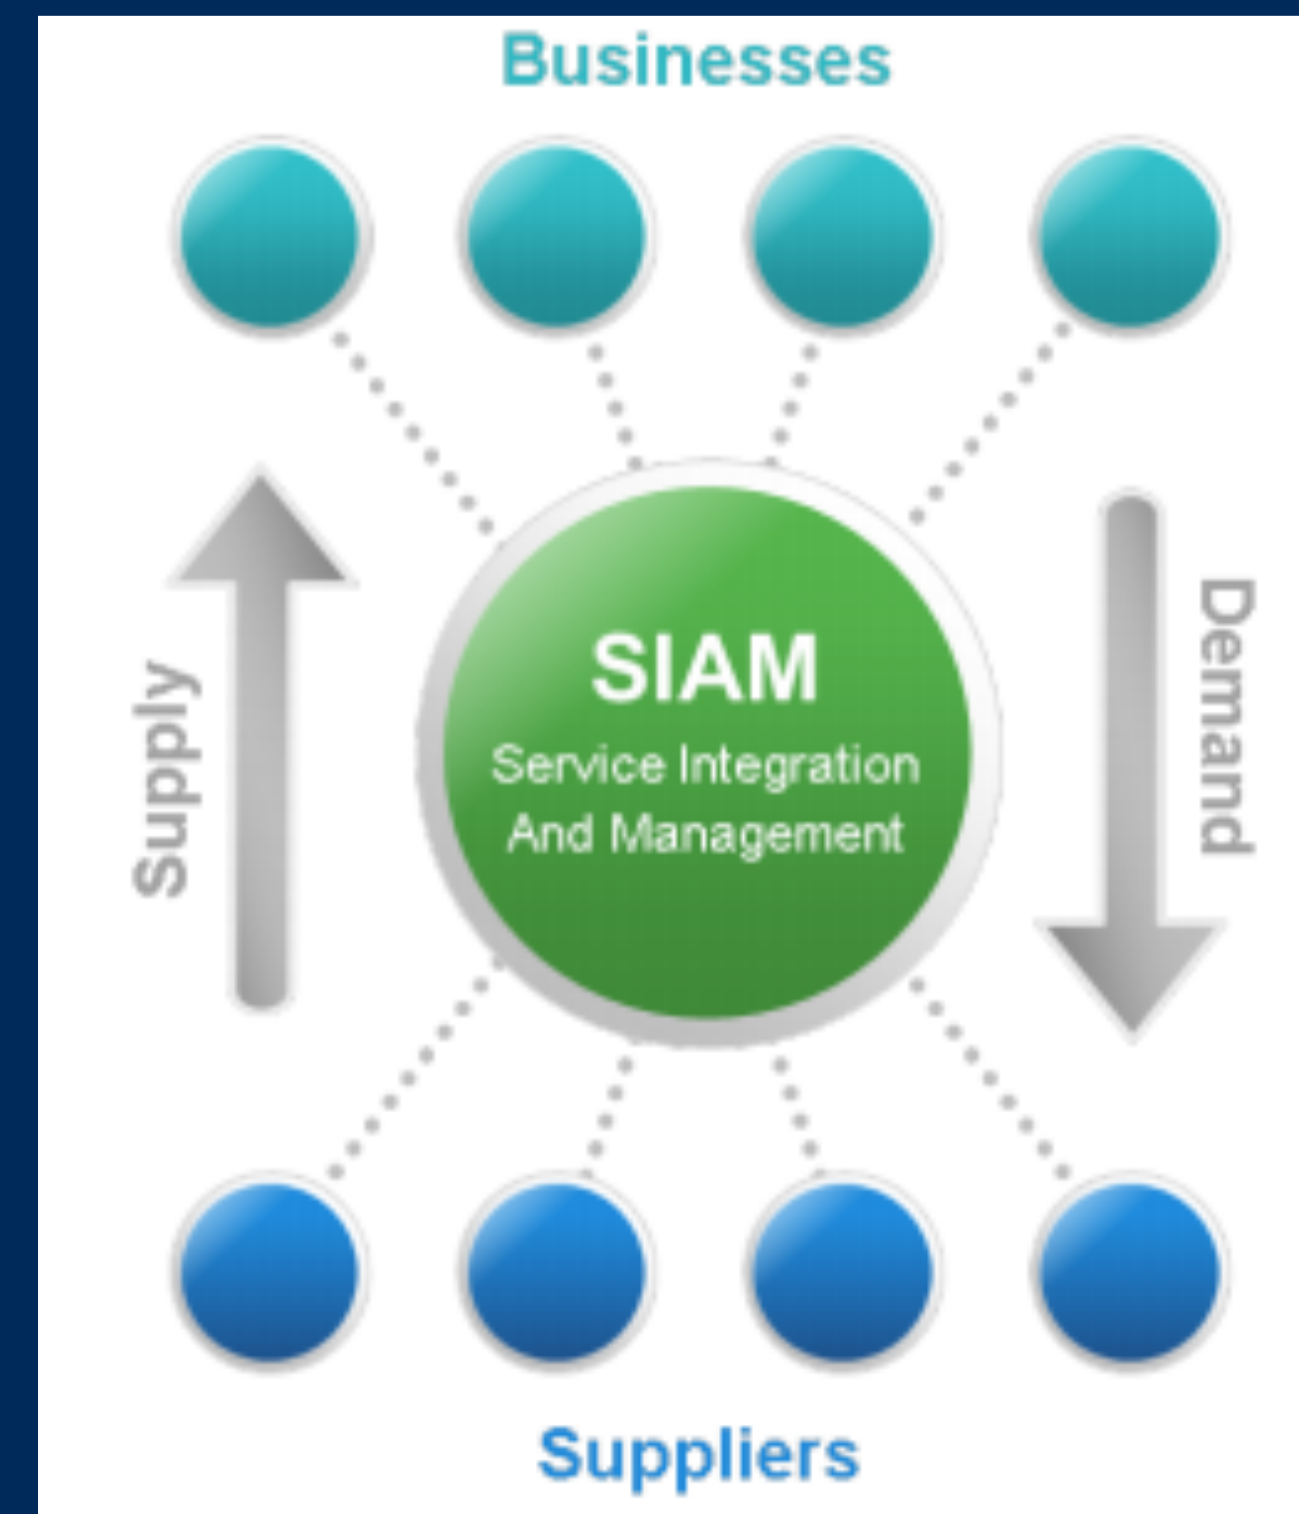 Businesses
Supply
SIAM
Service Integration
And Management
Demand
Suppliers